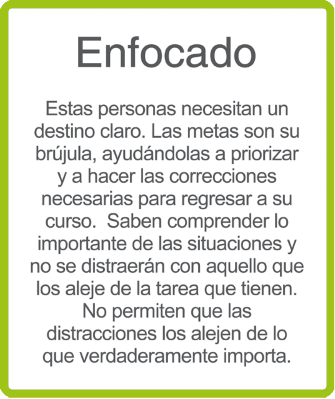 Enfocado
Estas personas necesitan un
destino claro. Las metas son su
brújula, ayudándolas a priorizar
y a hacer las correcciones
necesarias para regresar a su
curso.  Saben comprender lo
importante de las situaciones y
no se distraerán con aquello que
los aleje de la tarea que tienen.
No permiten que las
distracciones los alejen de lo
que verdaderamente importa.